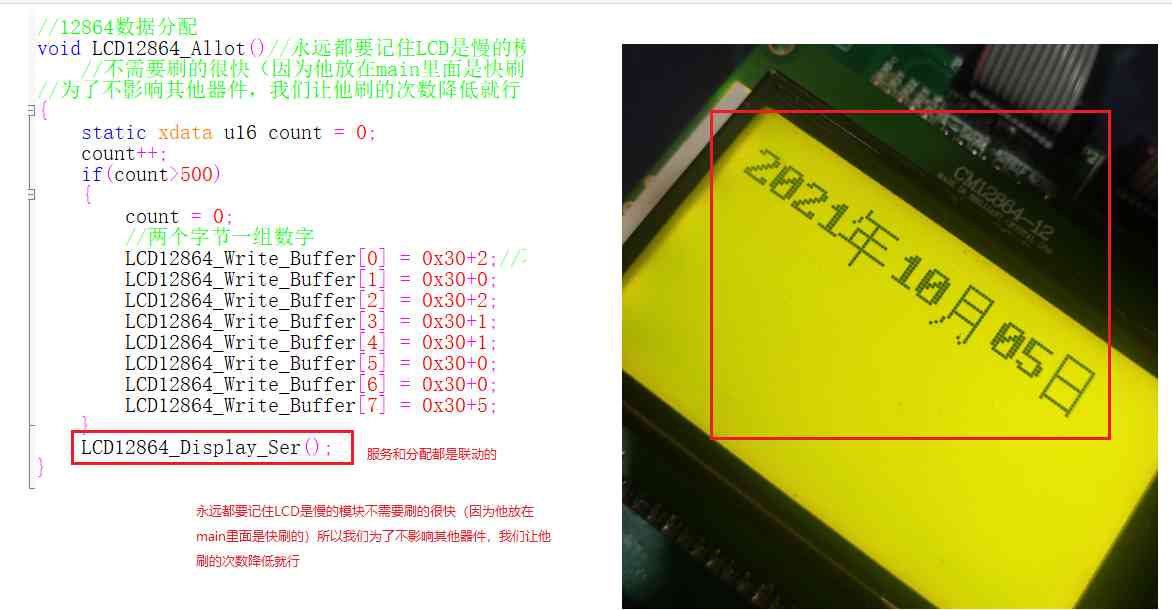 //12864数据分配
void LCD12864_Allot()//永远都要记住LCD是慢的模
//不需要刷的很快（因为他放在main里面是快刷
//为了不影响其他器件，我们让他刷的次数降低就行
{
static xdata u16 count = 0;
count++;
if(count>500)
{
count = 0;
//两个字节一组数字
LCD12864_Write_Buffer[0] = 0x30+2;//
LCD12864_Write_Buffer[1] = 0x30+0;
LCD12864_Write_Buffer[2] = 0x30+2;
LCD12864_Write_Buffer[3] = 0x30+1;
LCD12864_Write_Buffer[4] = 0x30+1;
LCD12864_Write_Buffer[5] = 0x30+0;
LCD12864_Write_Buffer[6] = 0x30+0;
LCD12864_Write_Buffer[7] = 0x30+5;
}
LCD12864_Display_Ser();
}
服务和分配都是联动的
永远都要记住LCD是慢的模块不需要刷的很快（因为他放在
main里面是快刷的）所以我们为了不影响其他器件，我们让他
刷的次数降低就行
CM12864-12
2021年10月05日